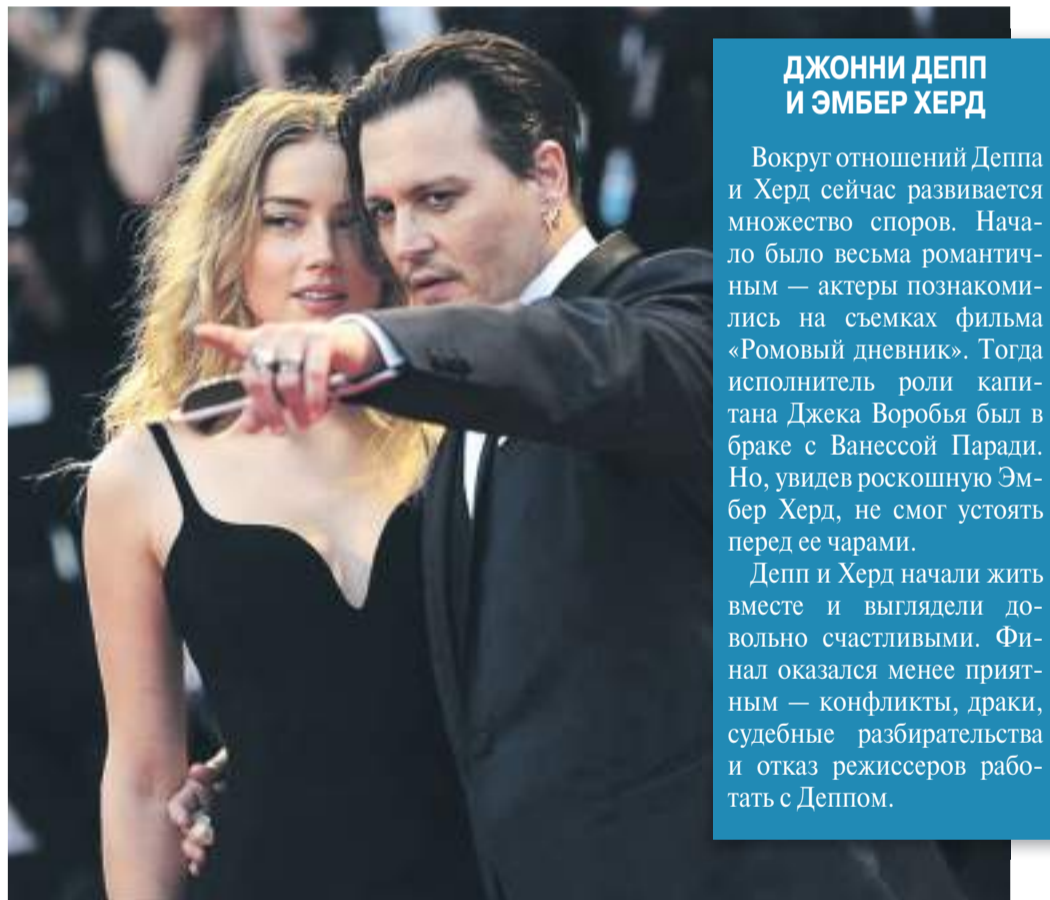 ДЖОННИ ДЕПП
И ЭМБЕР ХЕРД
Вокруг отношений Деппа
и Херд сейчас развивается
множество споров. Нача-
ло было весьма романтич-
ным — актеры познакоми-
лись на съемках фильма
«Ромовый дневник». Тогда
исполнитель роли капи-
тана Джека Воробья был в
браке с Ванессой Паради.
Но, увидев роскошную Эм-
бер Херд, не смог устоять
перед ее чарами.
Депп и Херд начали жить
вместе и выглядели до-
вольно счастливыми. Фи-
нал оказался менее прият-
ным — конфликты, драки,
судебные разбирательства
и отказ режиссеров рабо-
тать с Деппом.